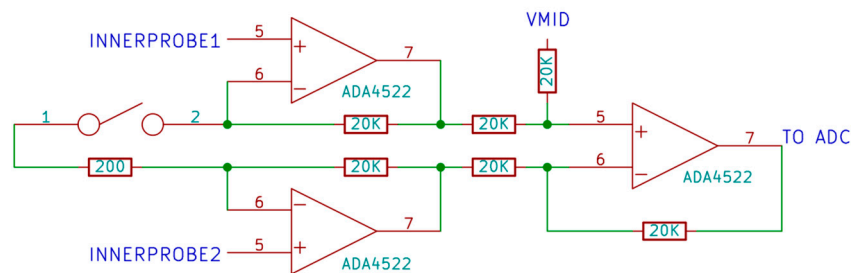 VMID
INNERPROBE1
5
7
20K
6
ADA4522
1
2
20K
20K
5
7
TO ADC
200
20K
20K
6
ADA4522
6
7
20K
INNERPROBE2
5
ADA4522